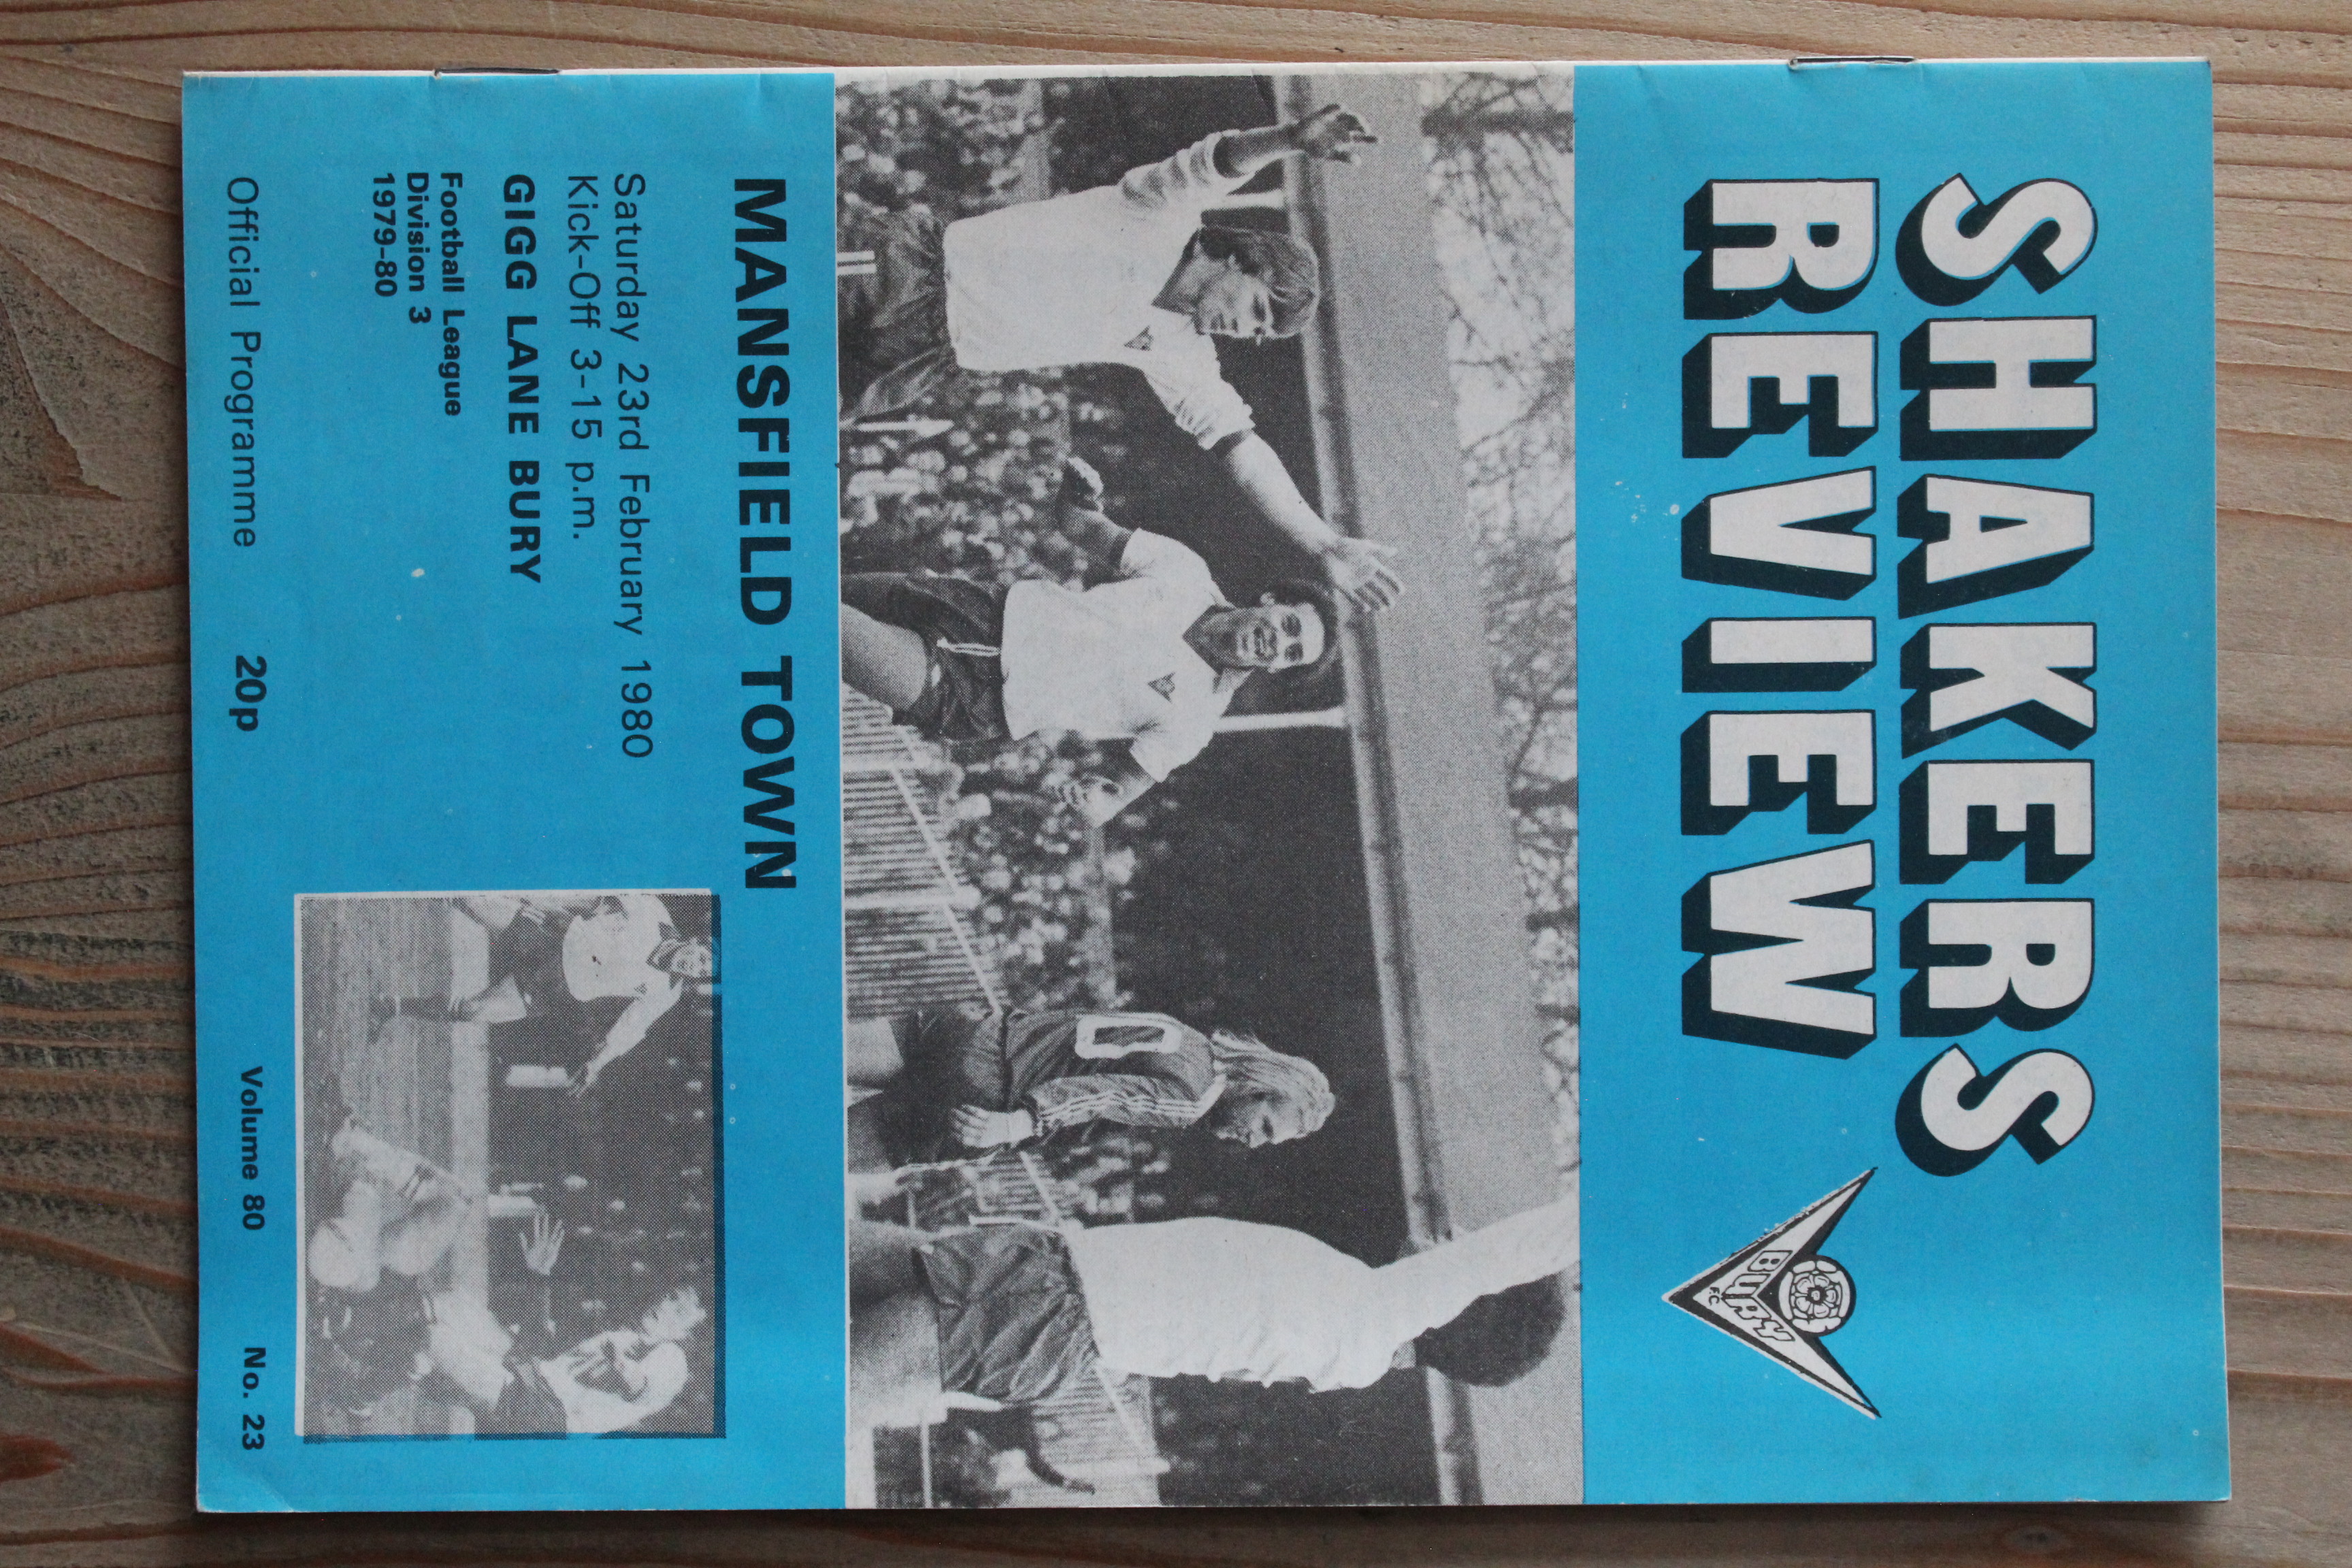 SHAKERS
REVIEW
BURY
F.C.
0
MANSFIELD TOWN
Saturday 23rd February 1980
Kick-Off 3-15 p.m.
GIGG LANE BURY
Football League
Division 3
1979-80
Official Programme 20p Volume 80 No. 23